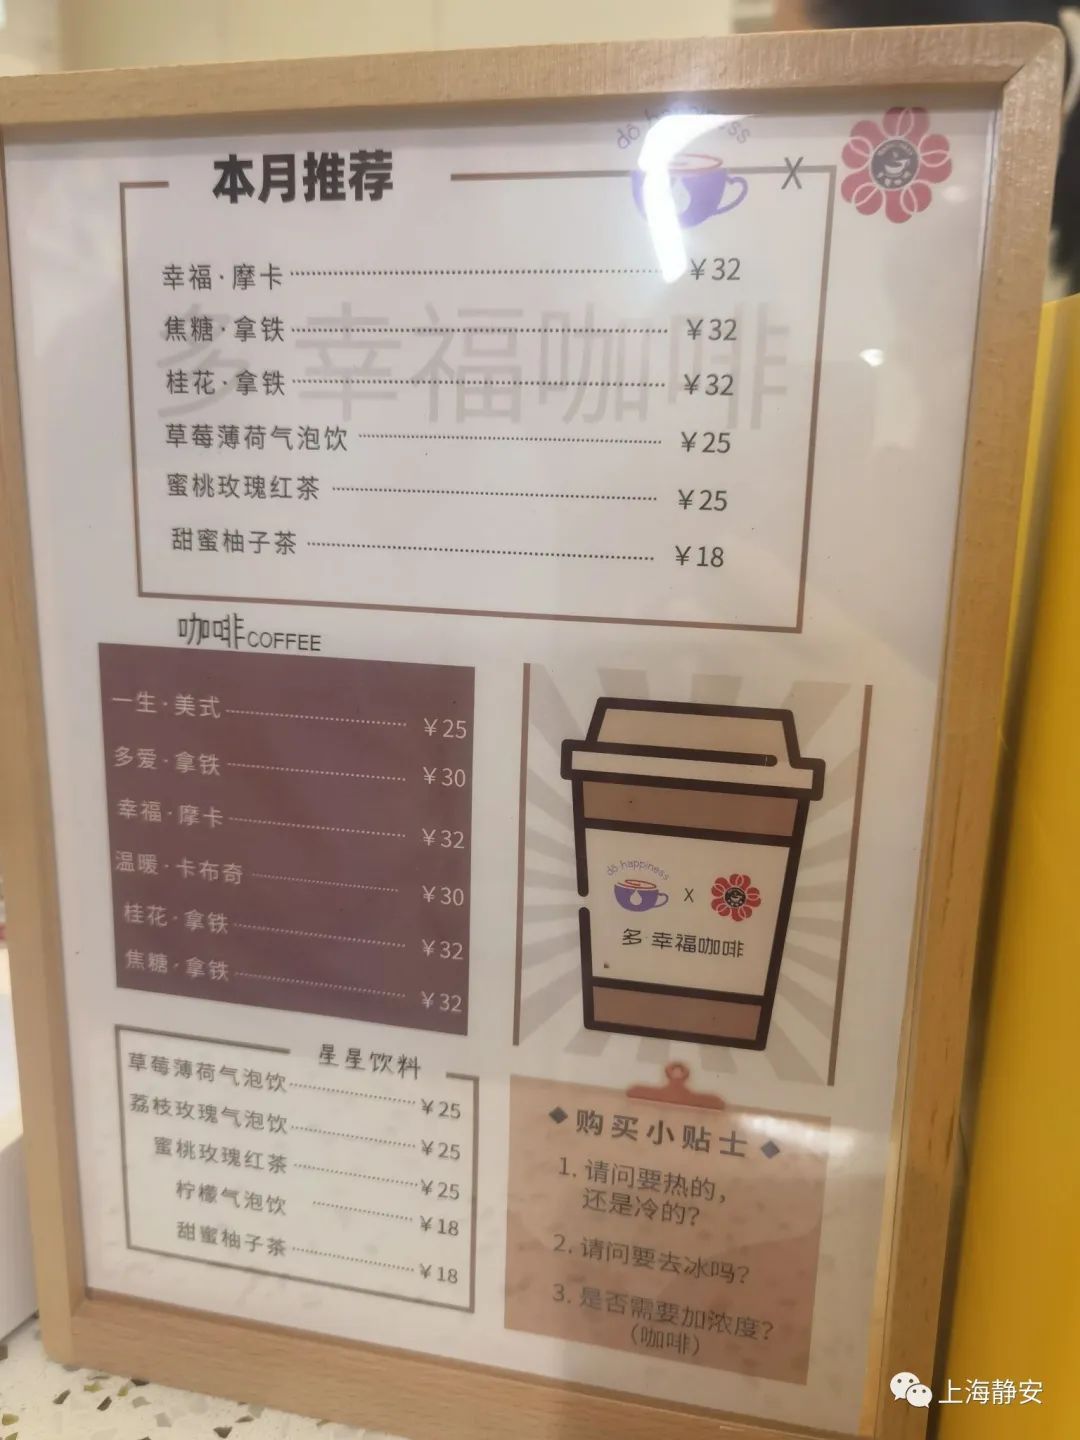 本月推荐
dō happiness
X
幸福·摩卡 ¥32
焦糖·拿铁 ¥32
桂花·拿铁 ¥32
草莓薄荷气泡饮 ¥25
蜜桃玫瑰红茶 ¥25
甜蜜柚子茶 ¥18
多幸福咖啡
咖啡COFFEE
一生·美式 ¥25
多爱·拿铁 ¥30
幸福·摩卡 ¥32
温暖·卡布奇 ¥30
桂花·拿铁 ¥32
焦糖·拿铁 ¥32
dō happiness
X
多·幸福咖啡
星星饮料
草莓薄荷气泡饮 ¥25
荔枝玫瑰气泡饮 ¥25
蜜桃玫瑰红茶 ¥25
柠檬气泡饮 ¥18
甜蜜柚子茶 ¥18
◆购买小贴士◆
1. 请问要热的，
还是冷的？
2. 请问要去冰吗？
3. 是否需要加浓度？
（咖啡）
上海静安